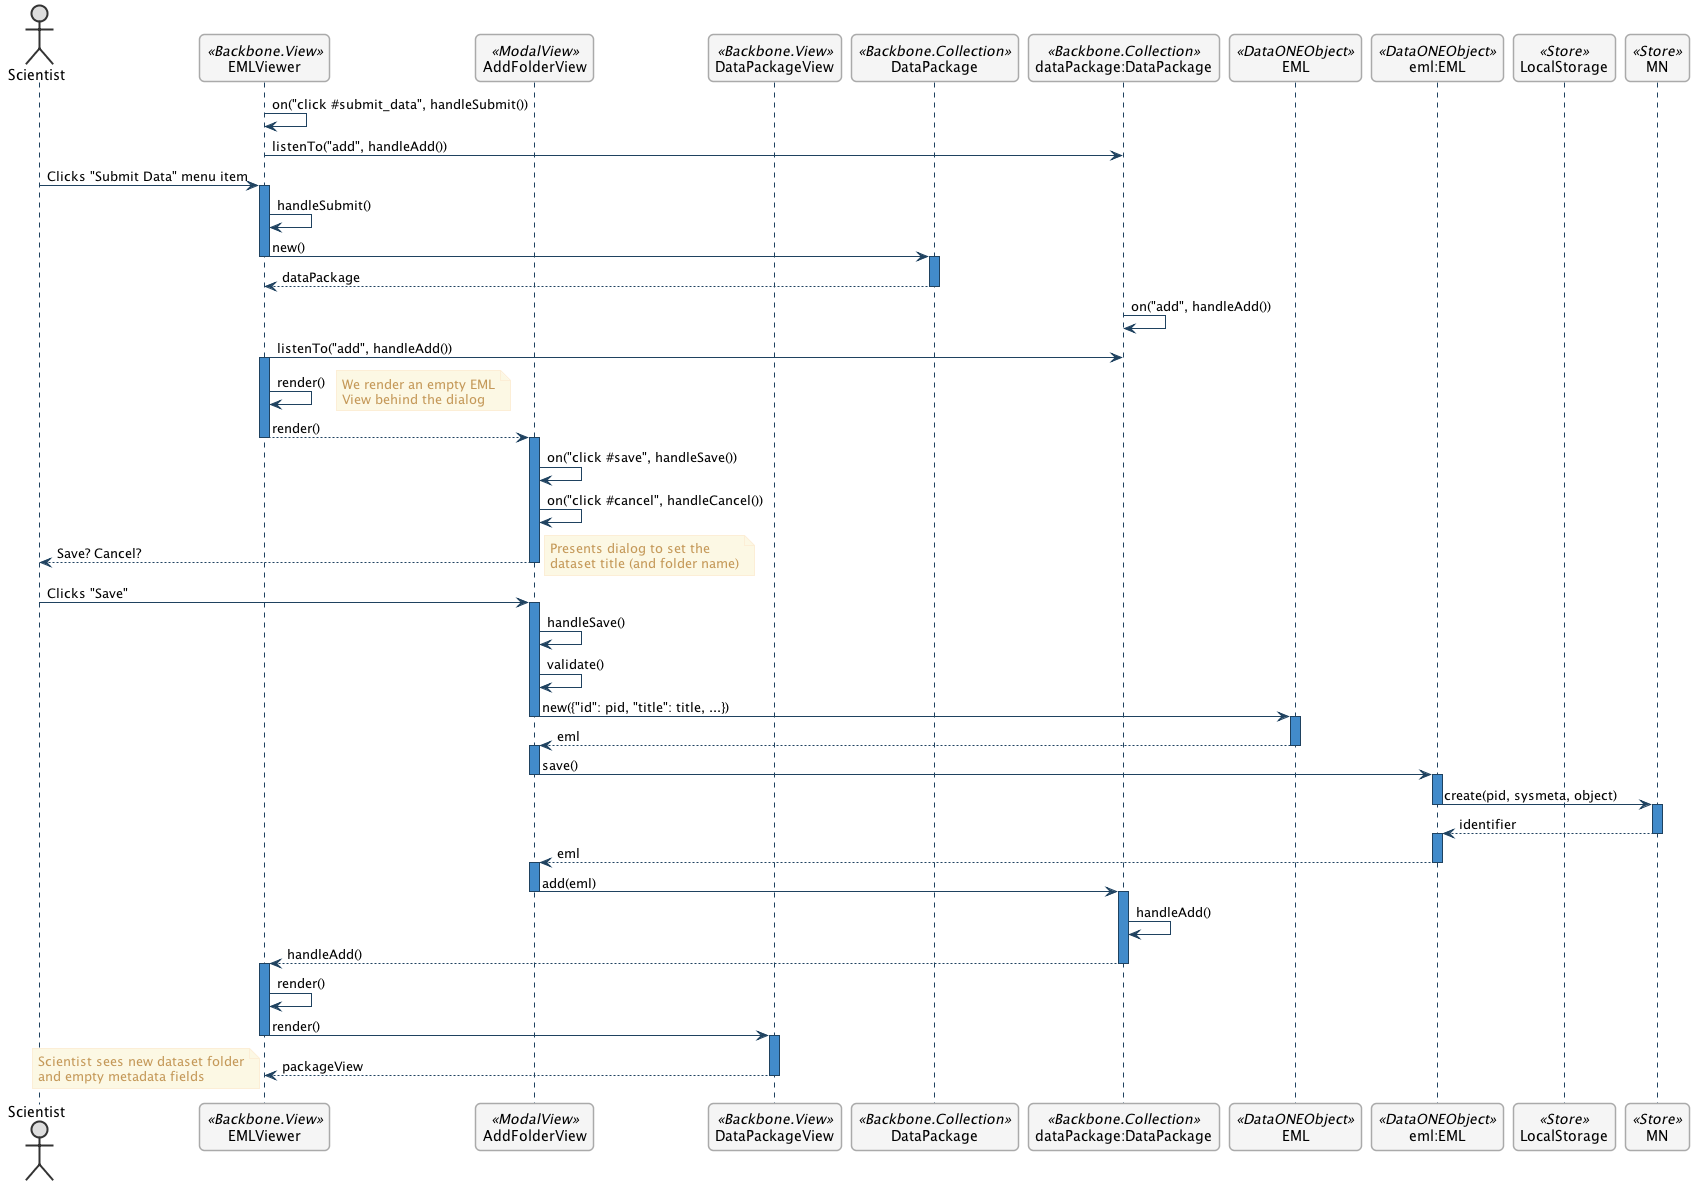 Scientist
«Backbone.View»
EMLViewer
«ModalView»
AddFolderView
«Backbone.View»
DataPackageView
«Backbone.Collection»
DataPackage
«Backbone.Collection»
dataPackage:DataPackage
«DataONEObject»
EML
«DataONEObject»
eml:EML
«Store»
LocalStorage
«Store»
MN
on("click #submit_data", handleSubmit())
listenTo("add", handleAdd())
Clicks "Submit Data" menu item
handleSubmit()
new()
dataPackage
on("add", handleAdd())
listenTo("add", handleAdd())
render()
We render an empty EML
View behind the dialog
render()
on("click #save", handleSave())
on("click #cancel", handleCancel())
Save? Cancel?
Presents dialog to set the
dataset title (and folder name)
Clicks "Save"
handleSave()
validate()
new({"id": pid, "title": title, ...})
eml
save()
create(pid, sysmeta, object)
identifier
eml
add(eml)
handleAdd()
handleAdd()
render()
render()
Scientist sees new dataset folder
and empty metadata fields
packageView
Scientist
«Backbone.View»
EMLViewer
«ModalView»
AddFolderView
«Backbone.View»
DataPackageView
«Backbone.Collection»
DataPackage
«Backbone.Collection»
dataPackage:DataPackage
«DataONEObject»
EML
«DataONEObject»
eml:EML
«Store»
LocalStorage
«Store»
MN